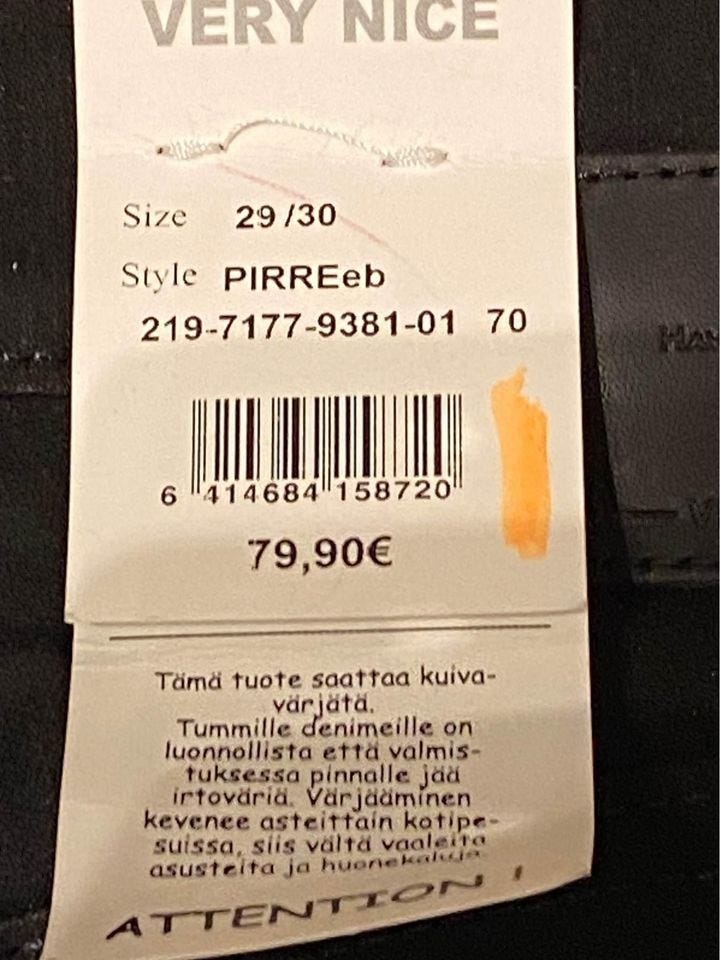 VERY NICE
Size 29/30
Style PIRREeb
219-7177-9381-01 70
6 414684 158720
79,90€
Tämä tuote saattaa kuiva-
värjätä.
Tummille denimeille on
luonnollista että valmis-
tuksessa pinnalle jää
irtoväriä. Värjääminen
kevenee asteittain kotipe-
suissa, siis vältä vaaleita
asusteita ja huonekaluja.
ATTENTION !